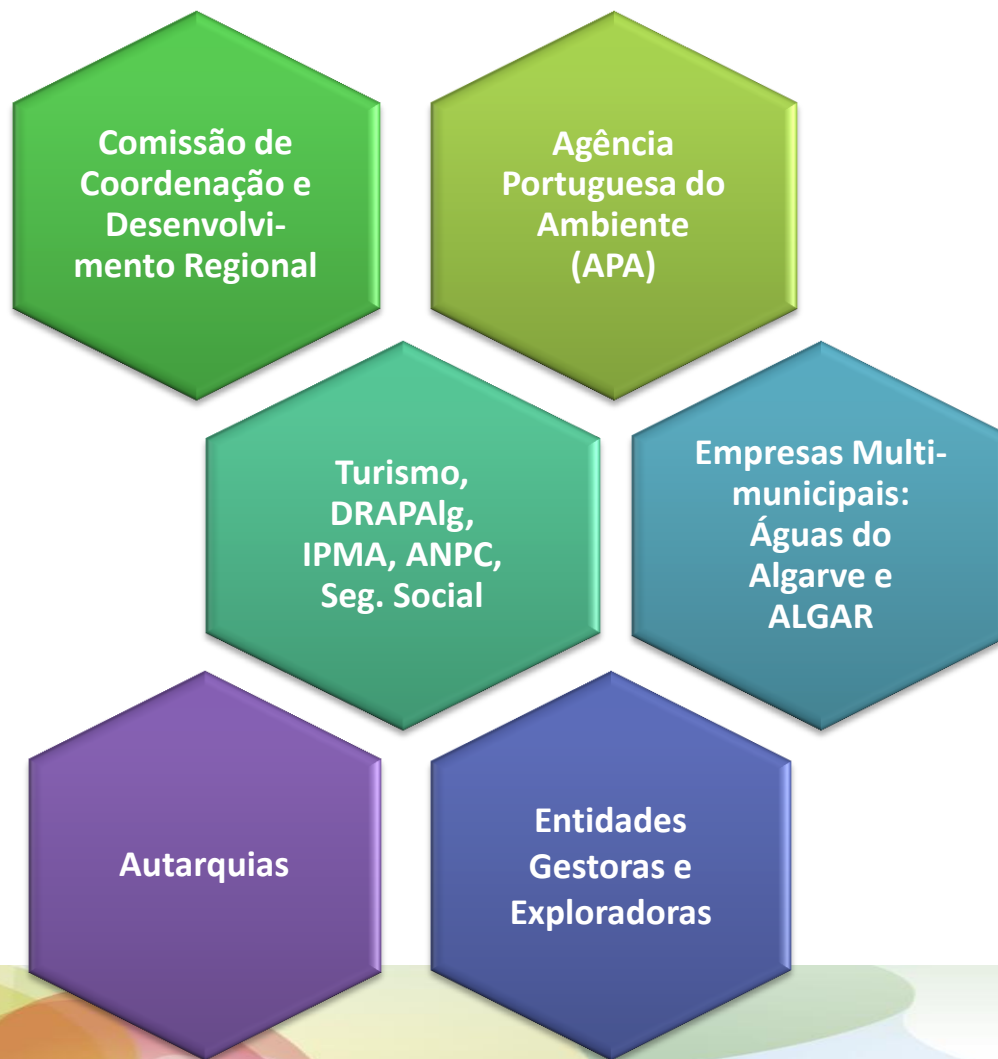 Comissão de
Coordenação e
Desenvolvi-
mento Regional
Agência
Portuguesa do
Ambiente
(APA)
Turismo,
DRAPAlg,
IPMA, ANPC,
Seg. Social
Empresas Multi-
municipais:
Águas do
Algarve e
ALGAR
Autarquias
Entidades
Gestoras e
Exploradoras